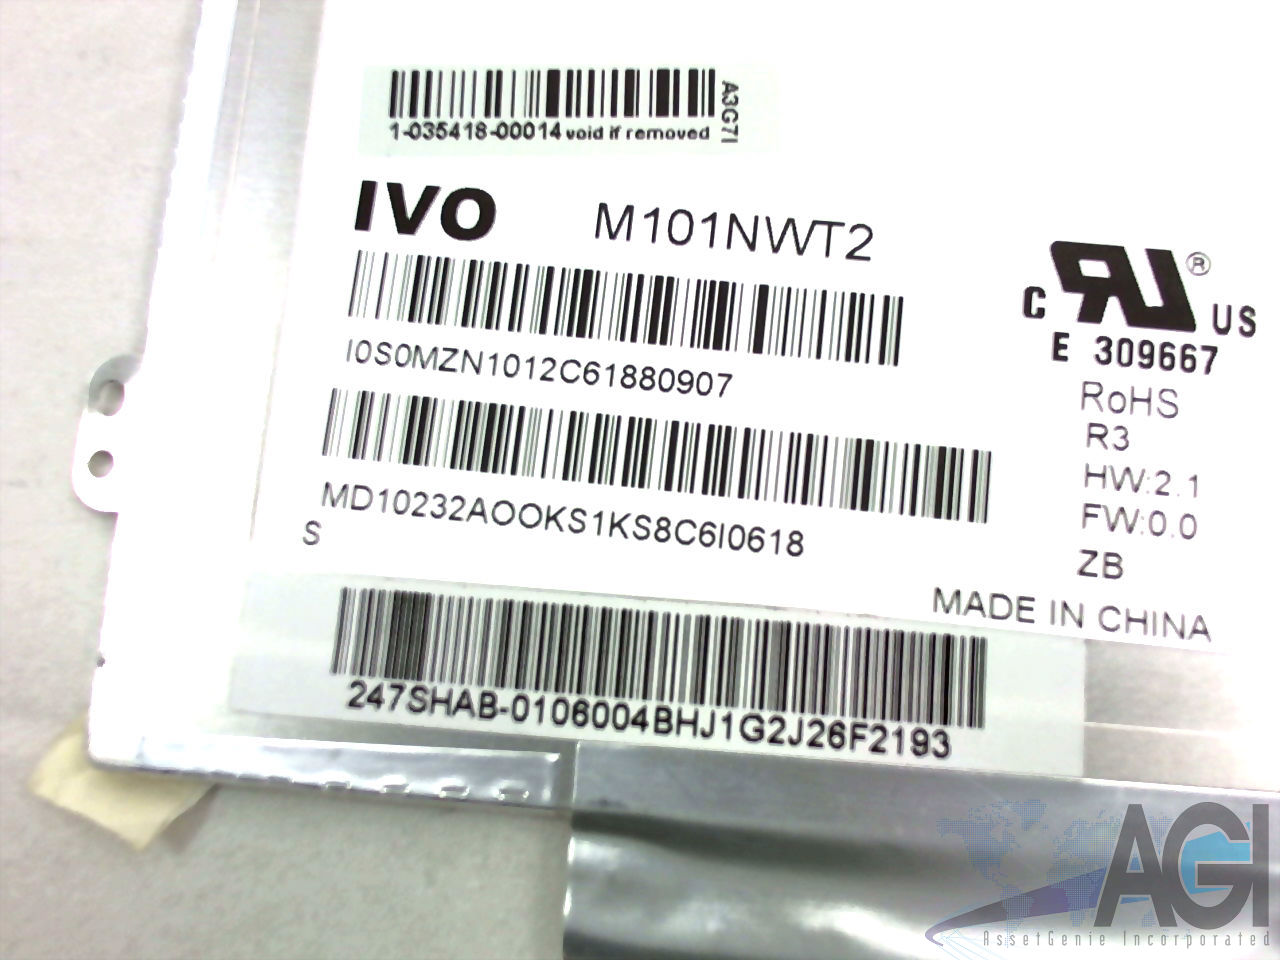 1-035418-00014 void if removed
A3G7I
IVO M101NWT2
I0S0MZN1012C61880907
MD10232AOOKS1KS8C6I0618
S
C RU ® US
E 309667
RoHS
R3
HW:2.1
FW:0.0
ZB
MADE IN CHINA
247SHAB-0106004BHJ1G2J26F2193
AGI
AssetGenie Incorporated